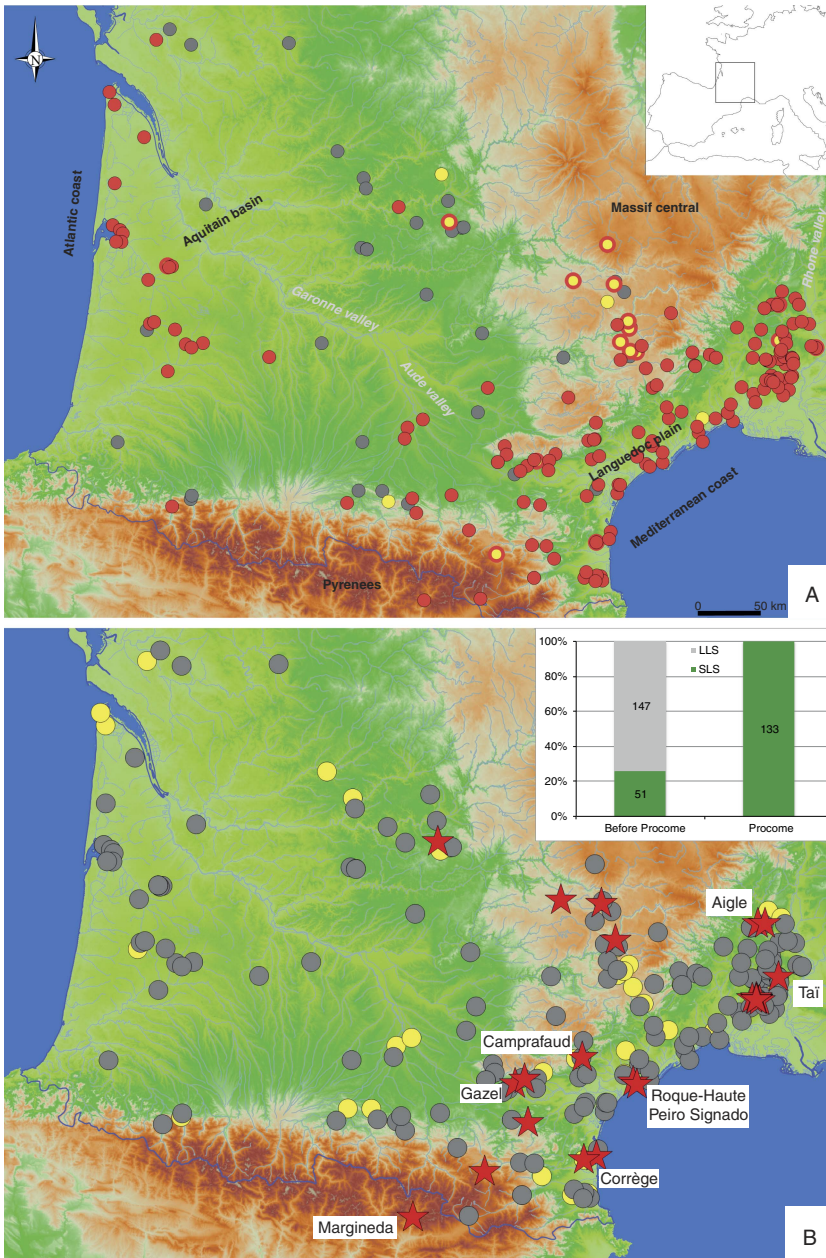 N
Atlantic coast
Aquitain basin
Massif central
Rhone valley
Garonne valley
Aude valley
Languedoc plain
Mediterranean coast
Pyrenees
0 50 km
A
100%
80%
60%
40%
20%
0%
LLS
SLS
147
51
133
Before Procome
Procome
Aigle
Taï
Camprafaud
Gazel
Roque-Haute
Peiro Signado
Corrège
Margineda
B